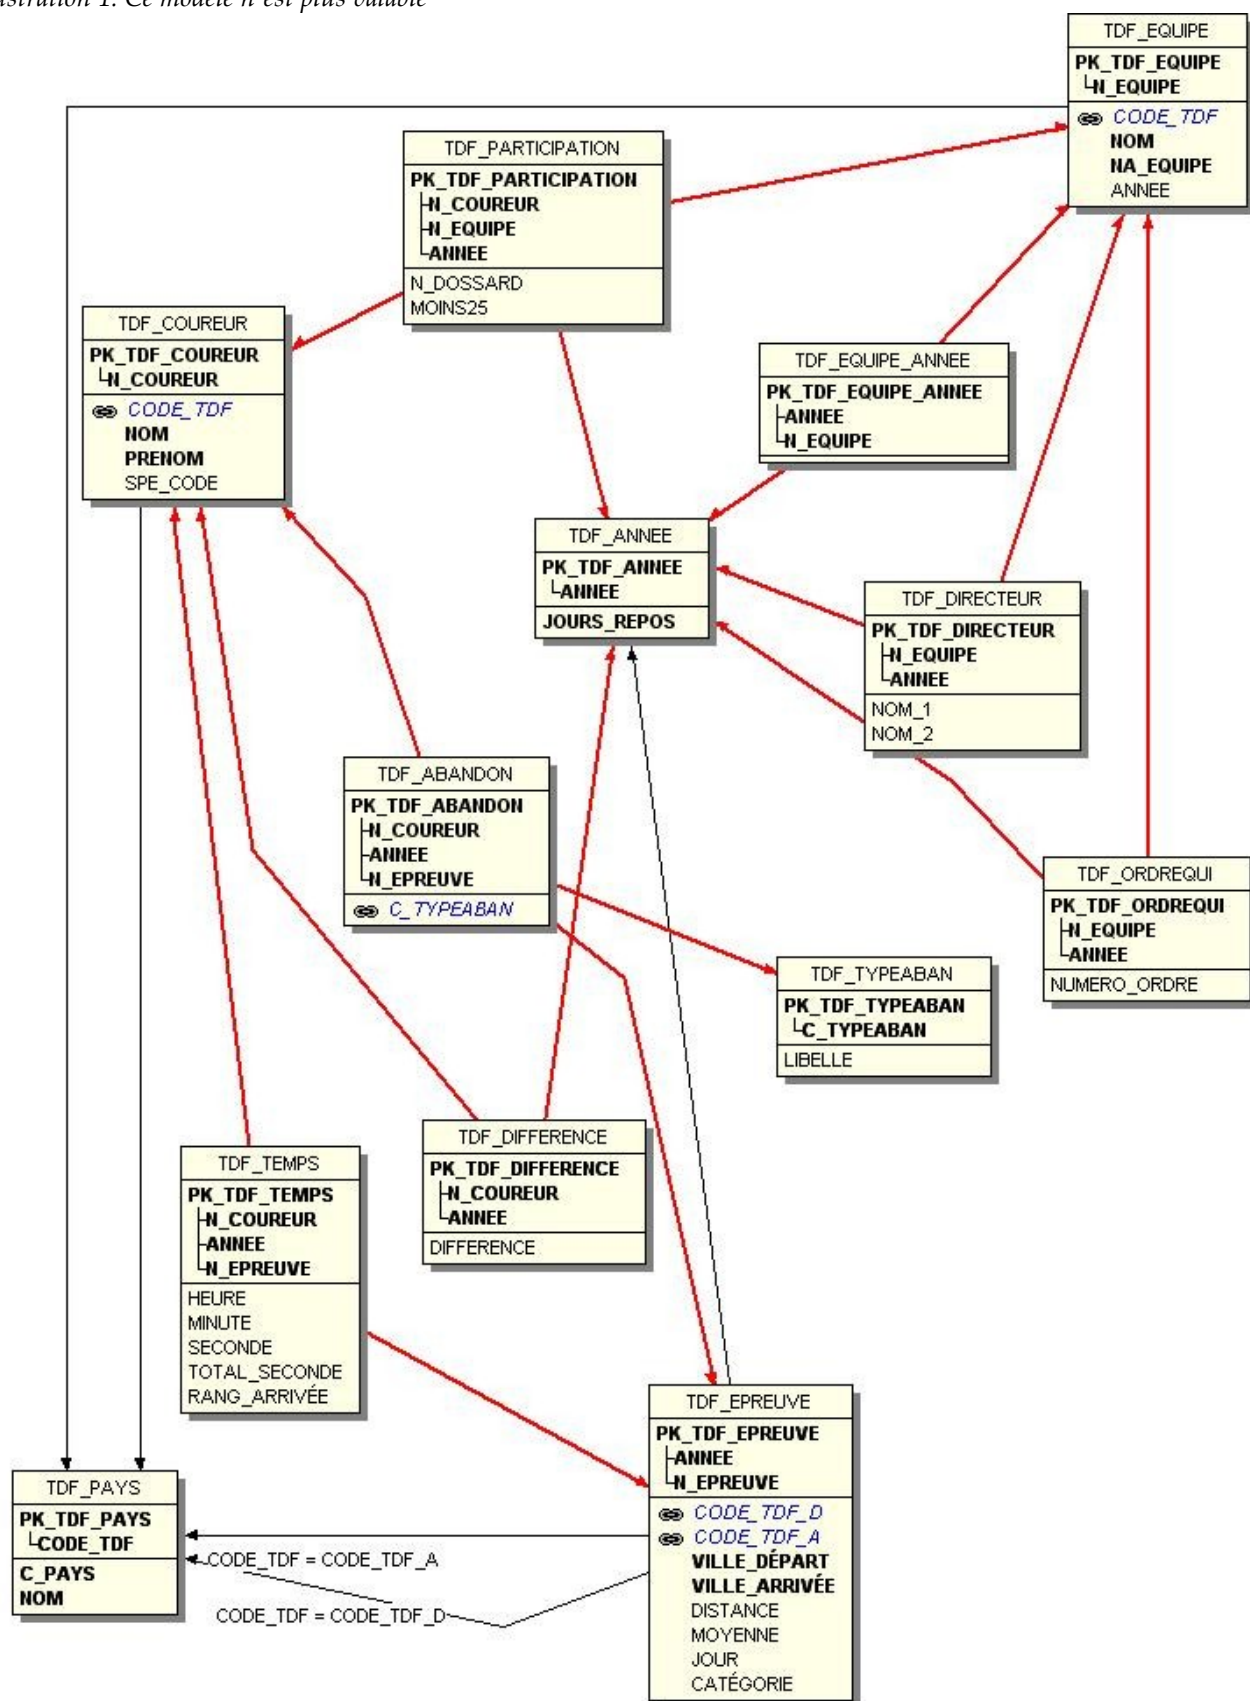 1. Ce modèle n'est plus valable
TDF_EQUIPE
PK_TDF_EQUIPE
N_EQUIPE
CODE_TDF
NOM
NA_EQUIPE
ANNEE
TDF_PARTICIPATION
PK_TDF_PARTICIPATION
N_COUREUR
N_EQUIPE
ANNEE
N_DOSSARD
MOINS25
TDF_COUREUR
PK_TDF_COUREUR
N_COUREUR
CODE_TDF
NOM
PRENOM
SPE_CODE
TDF_EQUIPE_ANNEE
PK_TDF_EQUIPE_ANNEE
ANNEE
N_EQUIPE
TDF_ANNEE
PK_TDF_ANNEE
ANNEE
JOURS_REPOS
TDF_DIRECTEUR
PK_TDF_DIRECTEUR
N_EQUIPE
ANNEE
NOM_1
NOM_2
TDF_ABANDON
PK_TDF_ABANDON
N_COUREUR
ANNEE
N_EPREUVE
C_TYPEABAN
TDF_ORDREQUI
PK_TDF_ORDREQUI
N_EQUIPE
ANNEE
NUMERO_ORDRE
TDF_TYPEABAN
PK_TDF_TYPEABAN
C_TYPEABAN
LIBELLE
TDF_DIFFERENCE
PK_TDF_DIFFERENCE
N_COUREUR
ANNEE
DIFFERENCE
TDF_TEMPS
PK_TDF_TEMPS
N_COUREUR
ANNEE
N_EPREUVE
HEURE
MINUTE
SECONDE
TOTAL_SECONDE
RANG_ARRIVÉE
TDF_EPREUVE
PK_TDF_EPREUVE
ANNEE
N_EPREUVE
CODE_TDF_D
CODE_TDF_A
VILLE_DÉPART
VILLE_ARRIVÉE
DISTANCE
MOYENNE
JOUR
CATÉGORIE
TDF_PAYS
PK_TDF_PAYS
CODE_TDF
C_PAYS
NOM
CODE_TDF = CODE_TDF_A
CODE_TDF = CODE_TDF_D